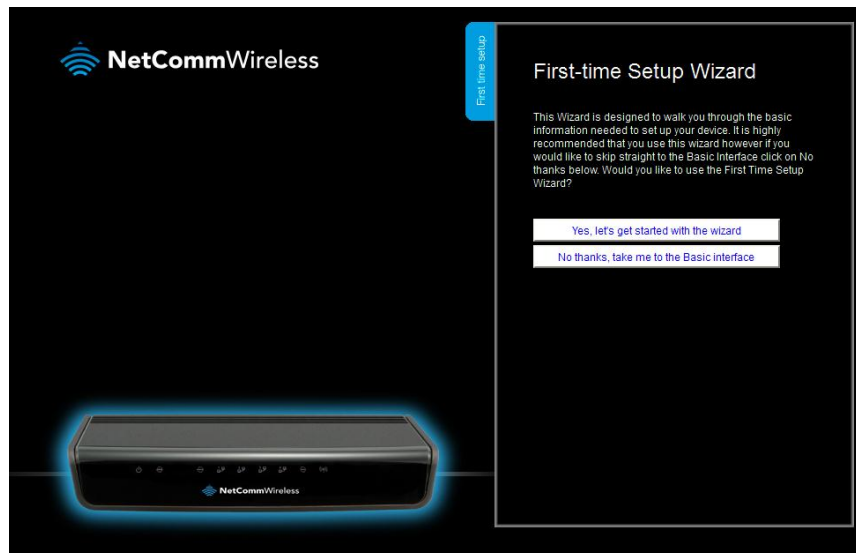 NetCommWireless
First time setup
First-time Setup Wizard
This Wizard is designed to walk you through the basic
information needed to set up your device. It is highly
recommended that you use this wizard however if you
would like to skip straight to the Basic Interface click on No
thanks below. Would you like to use the First Time Setup
Wizard?
Yes, let's get started with the wizard
No thanks, take me to the Basic interface
NetCommWireless